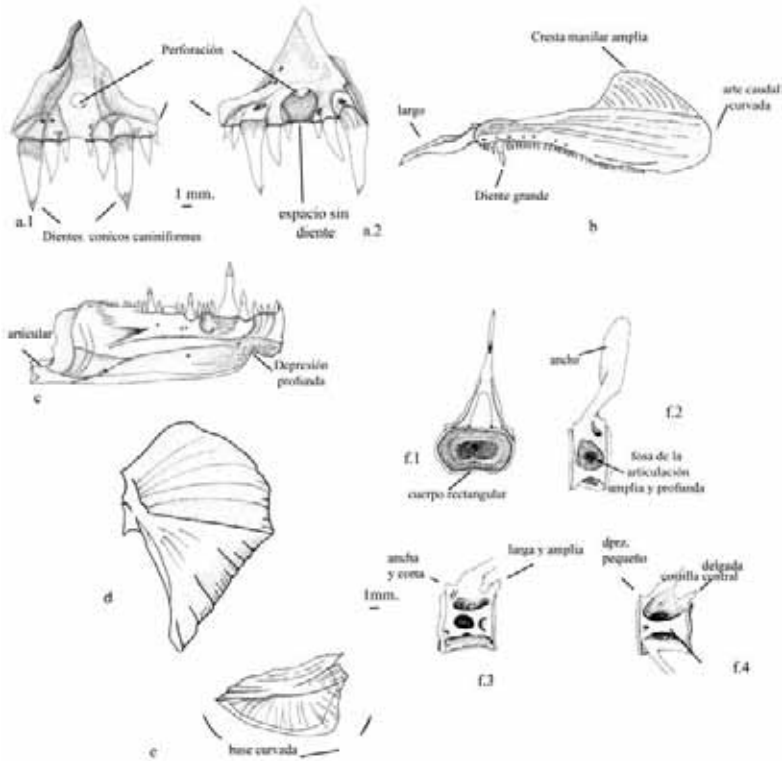 Perforación
1 mm.
espacio sin
diente
Dientes conicos caniniformes
a.1
a.2
Cresta maxilar amplia
arte caudal
curvada
largo
Diente grande
b
articular
Depresión
profunda
c
d
e
base curvada
ancho
f.2
f.1
fosa de la
articulación
amplia y profunda
cuerpo rectangular
ancha
y corta
larga y amplia
1mm.
f.3
dprz.
pequeño
delgada
costilla central
f.4